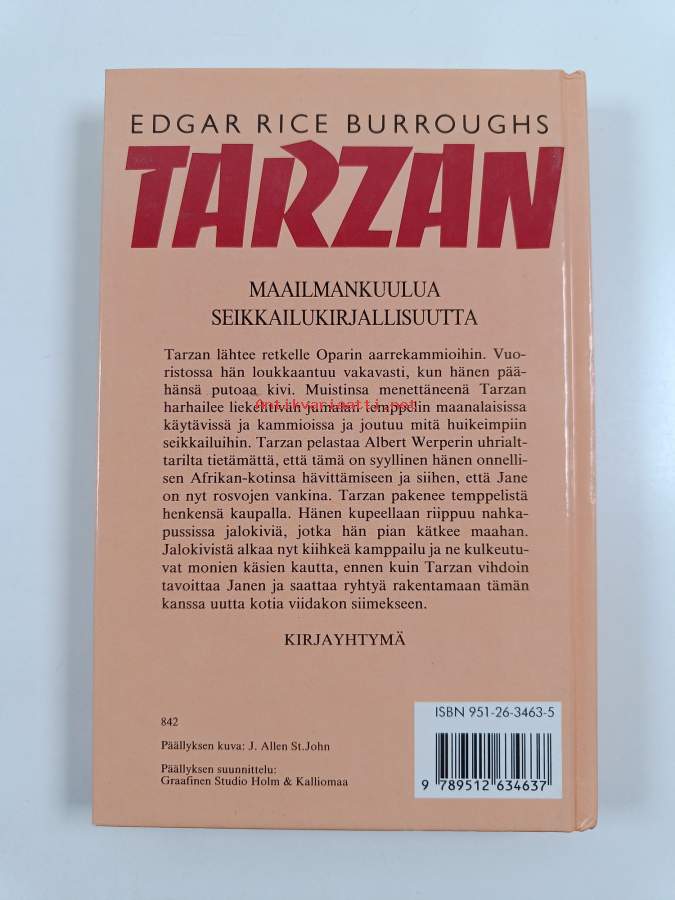 EDGAR RICE BURROUGHS
TARZAN
MAAILMANKUULUA
SEIKKAILUKIRJALLISUUTTA
Tarzan lähtee retkelle Oparin aarrekammioihin. Vuo-
ristossa hän loukkaantuu vakavasti, kun hänen pää-
hänsä putoaa kivi. Muistinsa menettäneenä Tarzan
Antikvariaatti.net
harhailee liekehtivän jumalan temppelin maanalaisissa
käytävissä ja kammioissa ja joutuu mitä huikeimpiin
seikkailuihin. Tarzan pelastaa Albert Werperin uhrialt-
tarilta tietämättä, että tämä on syyllinen hänen onnelli-
sen Afrikan-kotinsa hävittämiseen ja siihen, että Jane
on nyt rosvojen vankina. Tarzan pakenee temppelistä
henkensä kaupalla. Hänen kupeellaan riippuu nahka-
pussissa jalokiviä, jotka hän pian kätkee maahan.
Jalokivistä alkaa nyt kiihkeä kamppailu ja ne kulkeutu-
vat monien käsien kautta, ennen kuin Tarzan vihdoin
tavoittaa Janen ja saattaa ryhtyä rakentamaan tämän
kanssa uutta kotia viidakon siimekseen.
KIRJAYHTYMÄ
842
Päällyksen kuva: J. Allen St.John
Päällyksen suunnittelu:
Graafinen Studio Holm & Kalliomaa
ISBN 951-26-3463-5
9 789512 634637